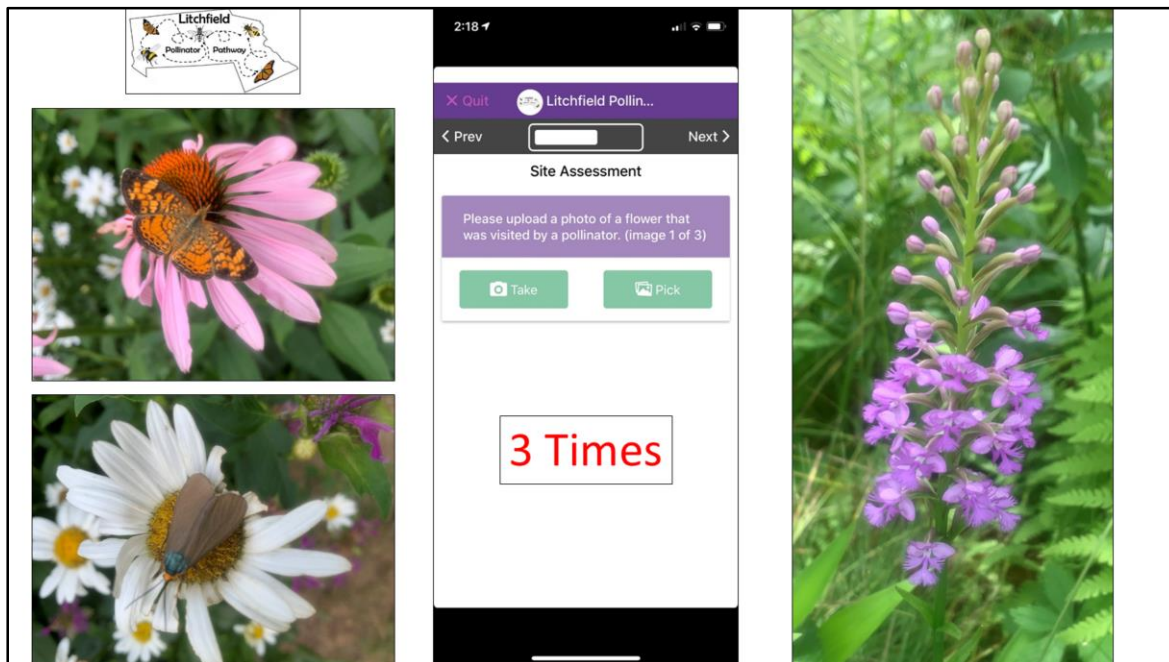 Litchfield
Pollinator Pathway
2:18
X Quit Litchfield Pollin...
< Prev Next >
Site Assessment
Please upload a photo of a flower that
was visited by a pollinator. (image 1 of 3)
Take Pick
3 Times